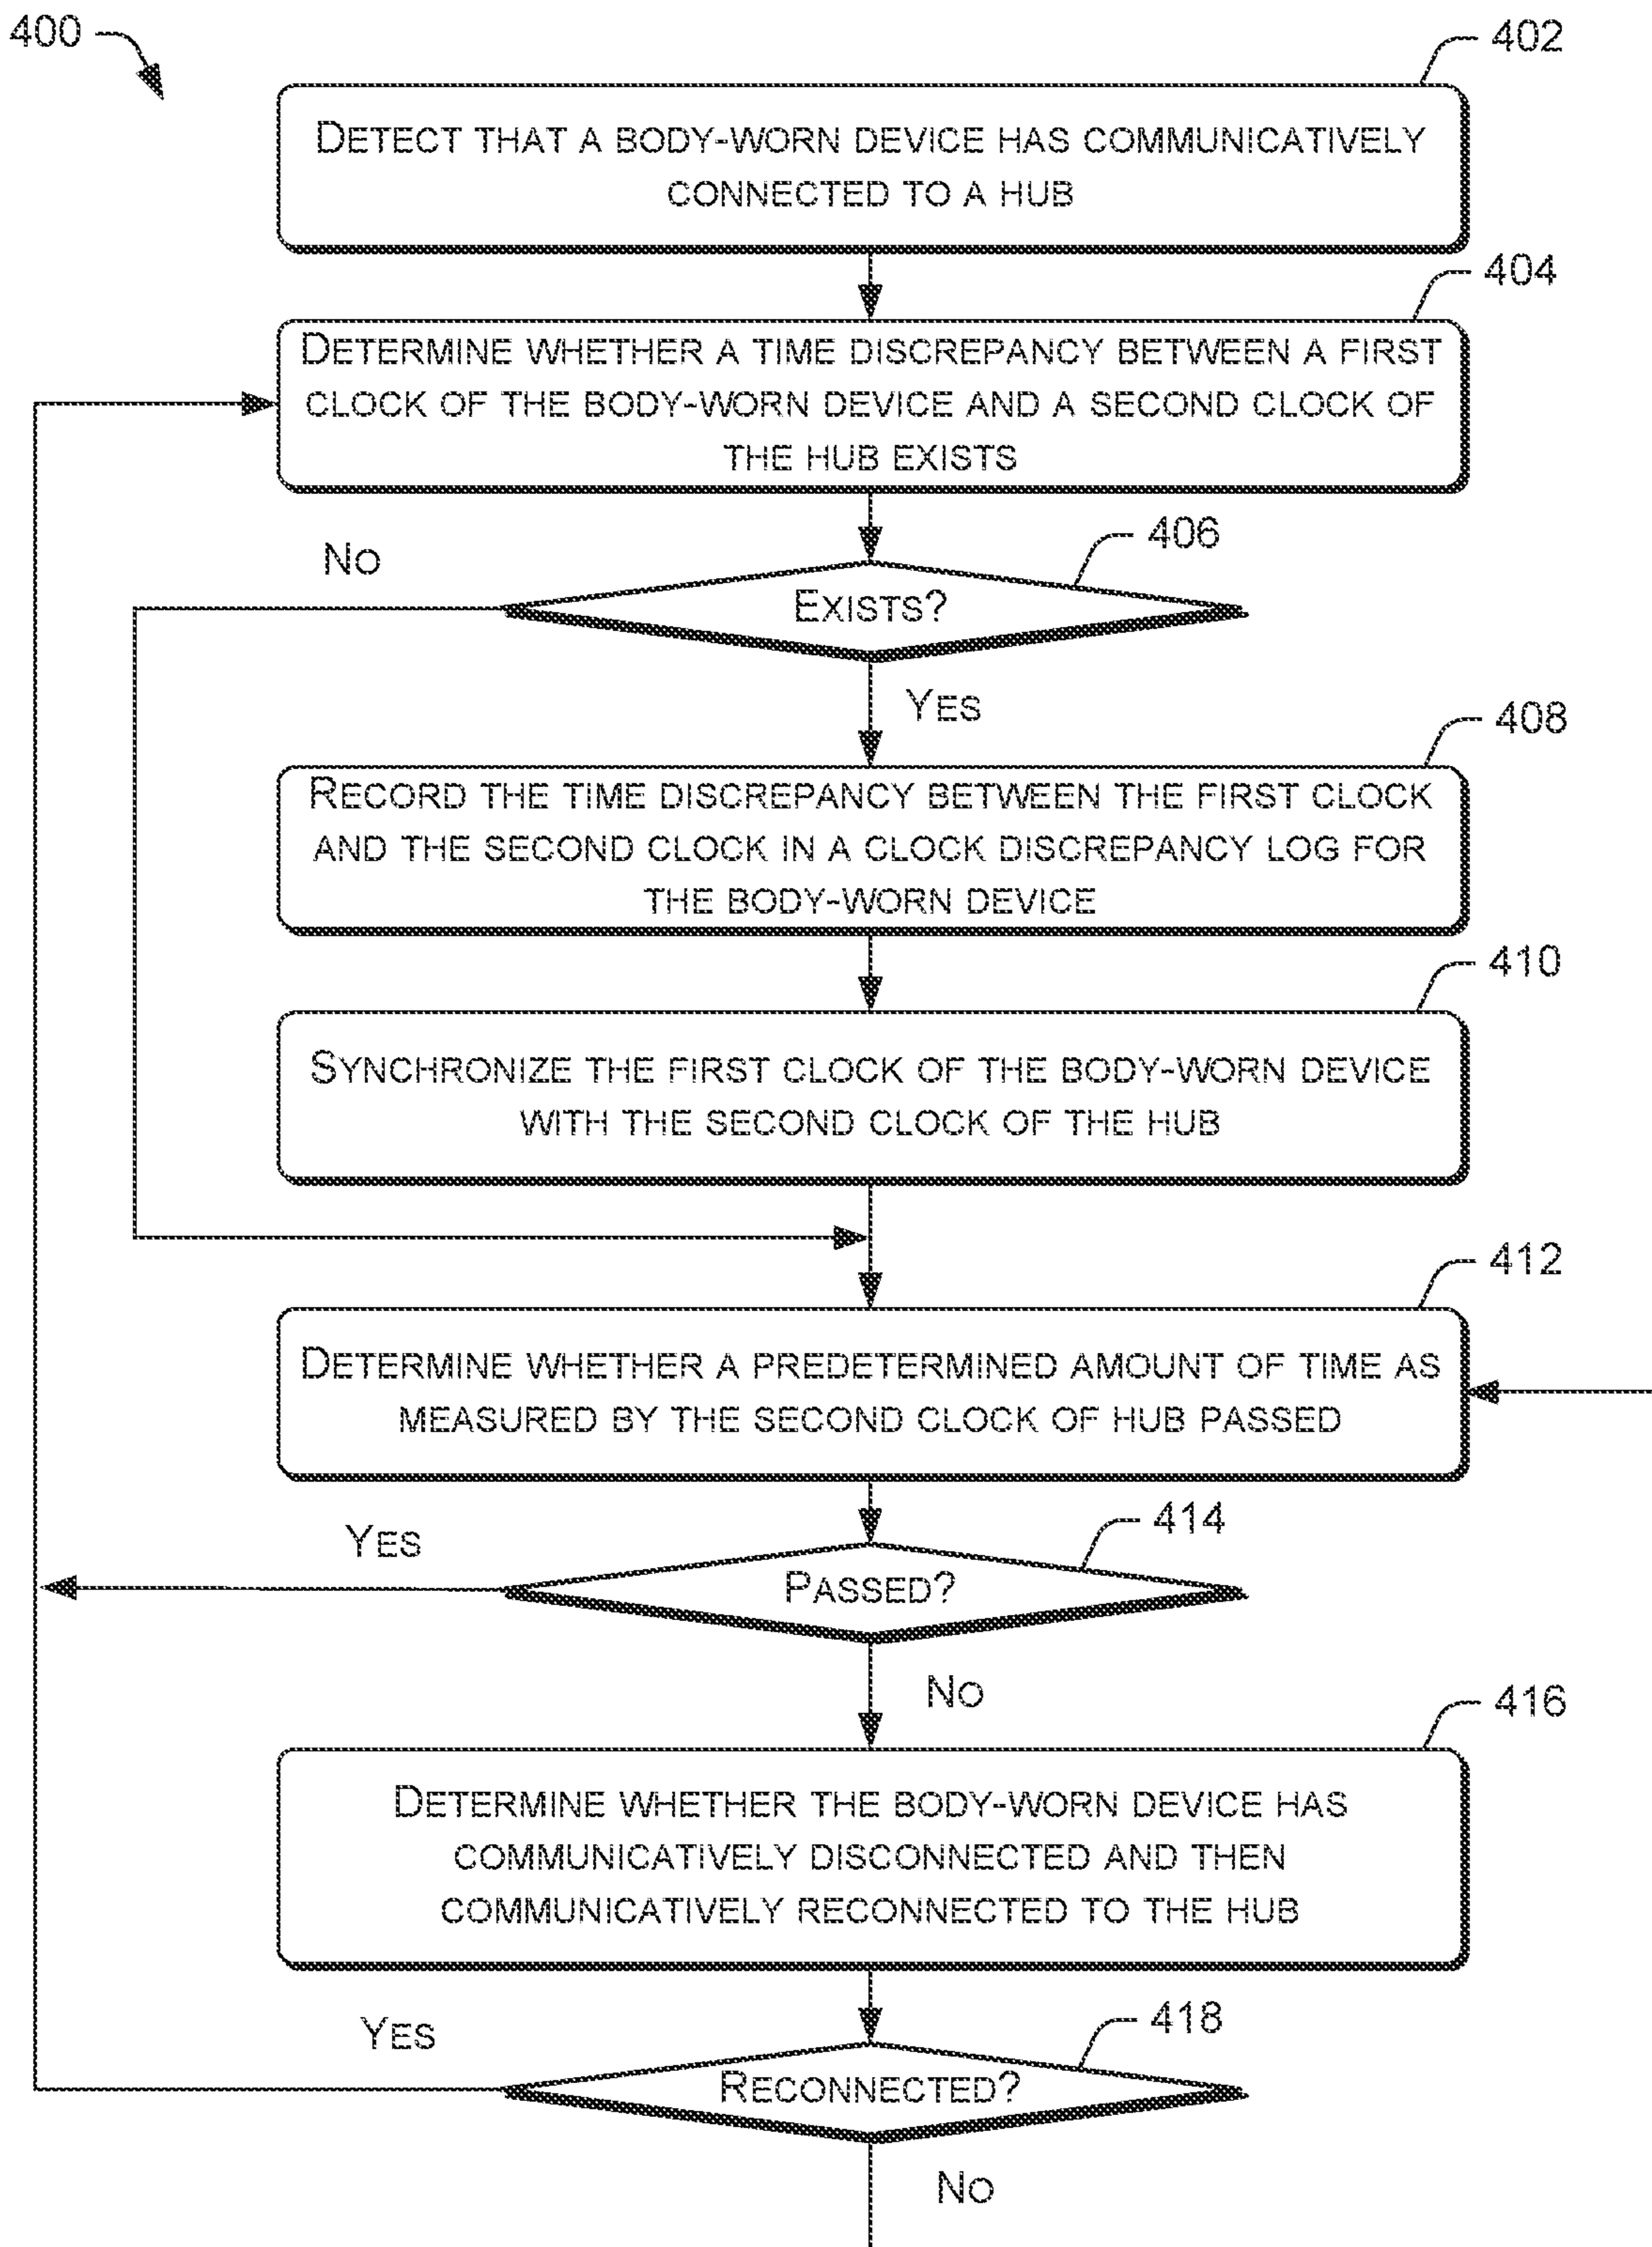 400
402
DETECT THAT A BODY-WORN DEVICE HAS COMMUNICATIVELY
CONNECTED TO A HUB
404
DETERMINE WHETHER A TIME DISCREPANCY BETWEEN A FIRST
CLOCK OF THE BODY-WORN DEVICE AND A SECOND CLOCK OF
THE HUB EXISTS
406
NO
EXISTS?
YES
408
RECORD THE TIME DISCREPANCY BETWEEN THE FIRST CLOCK
AND THE SECOND CLOCK IN A CLOCK DISCREPANCY LOG FOR
THE BODY-WORN DEVICE
410
SYNCHRONIZE THE FIRST CLOCK OF THE BODY-WORN DEVICE
WITH THE SECOND CLOCK OF THE HUB
412
DETERMINE WHETHER A PREDETERMINED AMOUNT OF TIME AS
MEASURED BY THE SECOND CLOCK OF HUB PASSED
414
YES
PASSED?
NO
416
DETERMINE WHETHER THE BODY-WORN DEVICE HAS
COMMUNICATIVELY DISCONNECTED AND THEN
COMMUNICATIVELY RECONNECTED TO THE HUB
418
YES
RECONNECTED?
NO